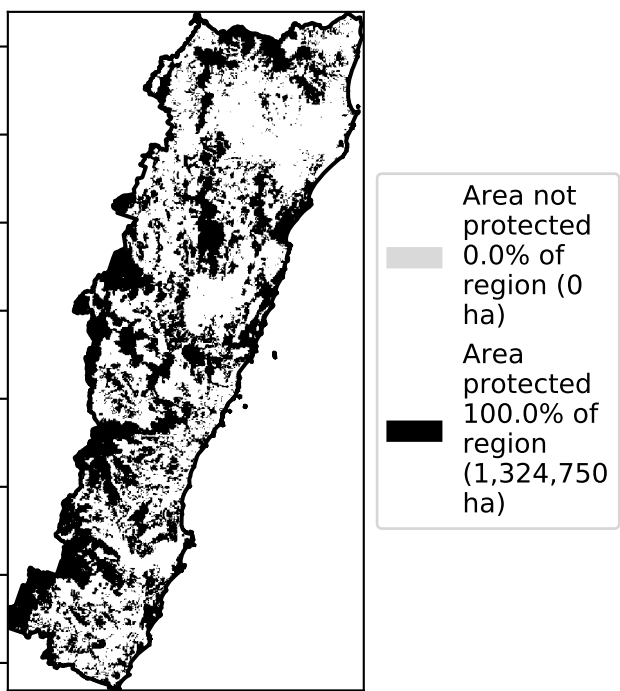 Area not
protected
0.0% of
region (0
ha)
Area
protected
100.0% of
region
(1,324,750
ha)